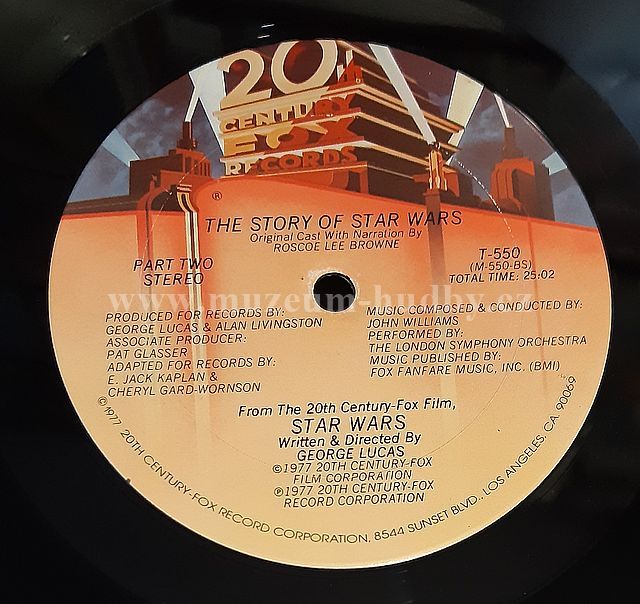 20th
CENTURY
FOX
RECORDS
®
THE STORY OF STAR WARS
Original Cast With Narration By
ROSCOE LEE BROWNE
PART TWO
STEREO
T-550
(M-550-BS)
TOTAL TIME: 25:02
www.muzeum-hudby.cz
PRODUCED FOR RECORDS BY:
GEORGE LUCAS & ALAN LIVINGSTON
ASSOCIATE PRODUCER:
PAT GLASSER
ADAPTED FOR RECORDS BY:
E. JACK KAPLAN &
CHERYL GARD-WORNSON
MUSIC COMPOSED & CONDUCTED BY:
JOHN WILLIAMS
PERFORMED BY:
THE LONDON SYMPHONY ORCHESTRA
MUSIC PUBLISHED BY:
FOX FANFARE MUSIC, INC. (BMI)
From The 20th Century-Fox Film,
STAR WARS
Written & Directed By
GEORGE LUCAS
©1977 20TH CENTURY-FOX
FILM CORPORATION
℗1977 20TH CENTURY-FOX
RECORD CORPORATION
©1977 20TH CENTURY-FOX RECORD CORPORATION, 8544 SUNSET BLVD., LOS ANGELES, CA. 90069